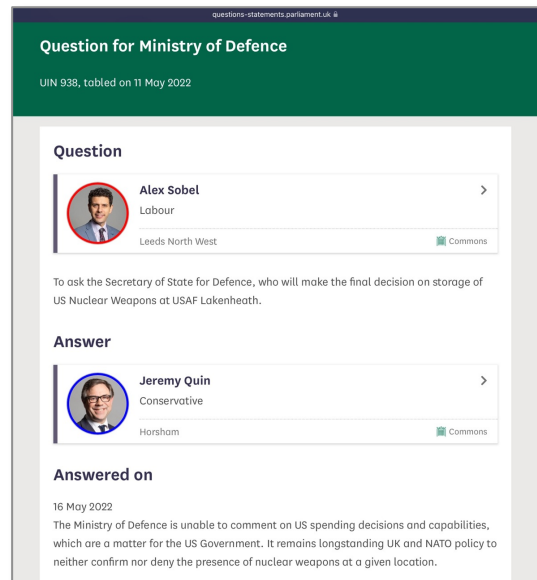 questions-statements.parliament.uk
Question for Ministry of Defence
UIN 938, tabled on 11 May 2022
Question
Alex Sobel
Labour
Leeds North West
Commons
To ask the Secretary of State for Defence, who will make the final decision on storage of
US Nuclear Weapons at USAF Lakenheath.
Answer
Jeremy Quin
Conservative
Horsham
Commons
Answered on
16 May 2022
The Ministry of Defence is unable to comment on US spending decisions and capabilities,
which are a matter for the US Government. It remains longstanding UK and NATO policy to
neither confirm nor deny the presence of nuclear weapons at a given location.